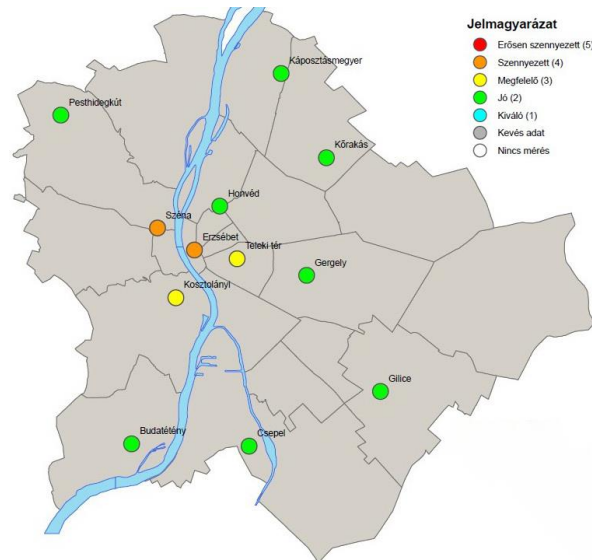 Jelmagyarázat
Erősen szennyezett (5)
Szennyezett (4)
Megfelelő (3)
Jó (2)
Kiváló (1)
Kevés adat
Nincs mérés
Káposztásmegyer
Pesthidegkút
Kőrakás
Honvéd
Széna
Erzsébet
Teleki tér
Gergely
Kosztolányi
Gilice
Budatétény
Csepel